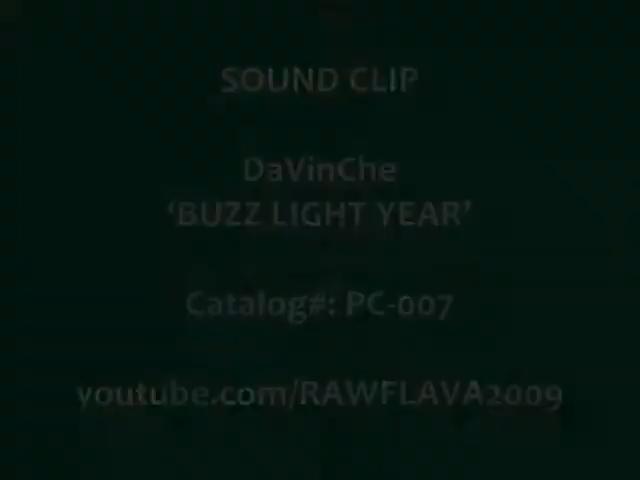 SOUND CLIP
DaVinChe
‘BUZZ LIGHT YEAR’
Catalog#: PC-007
youtube.com/RAWFLAVA2009